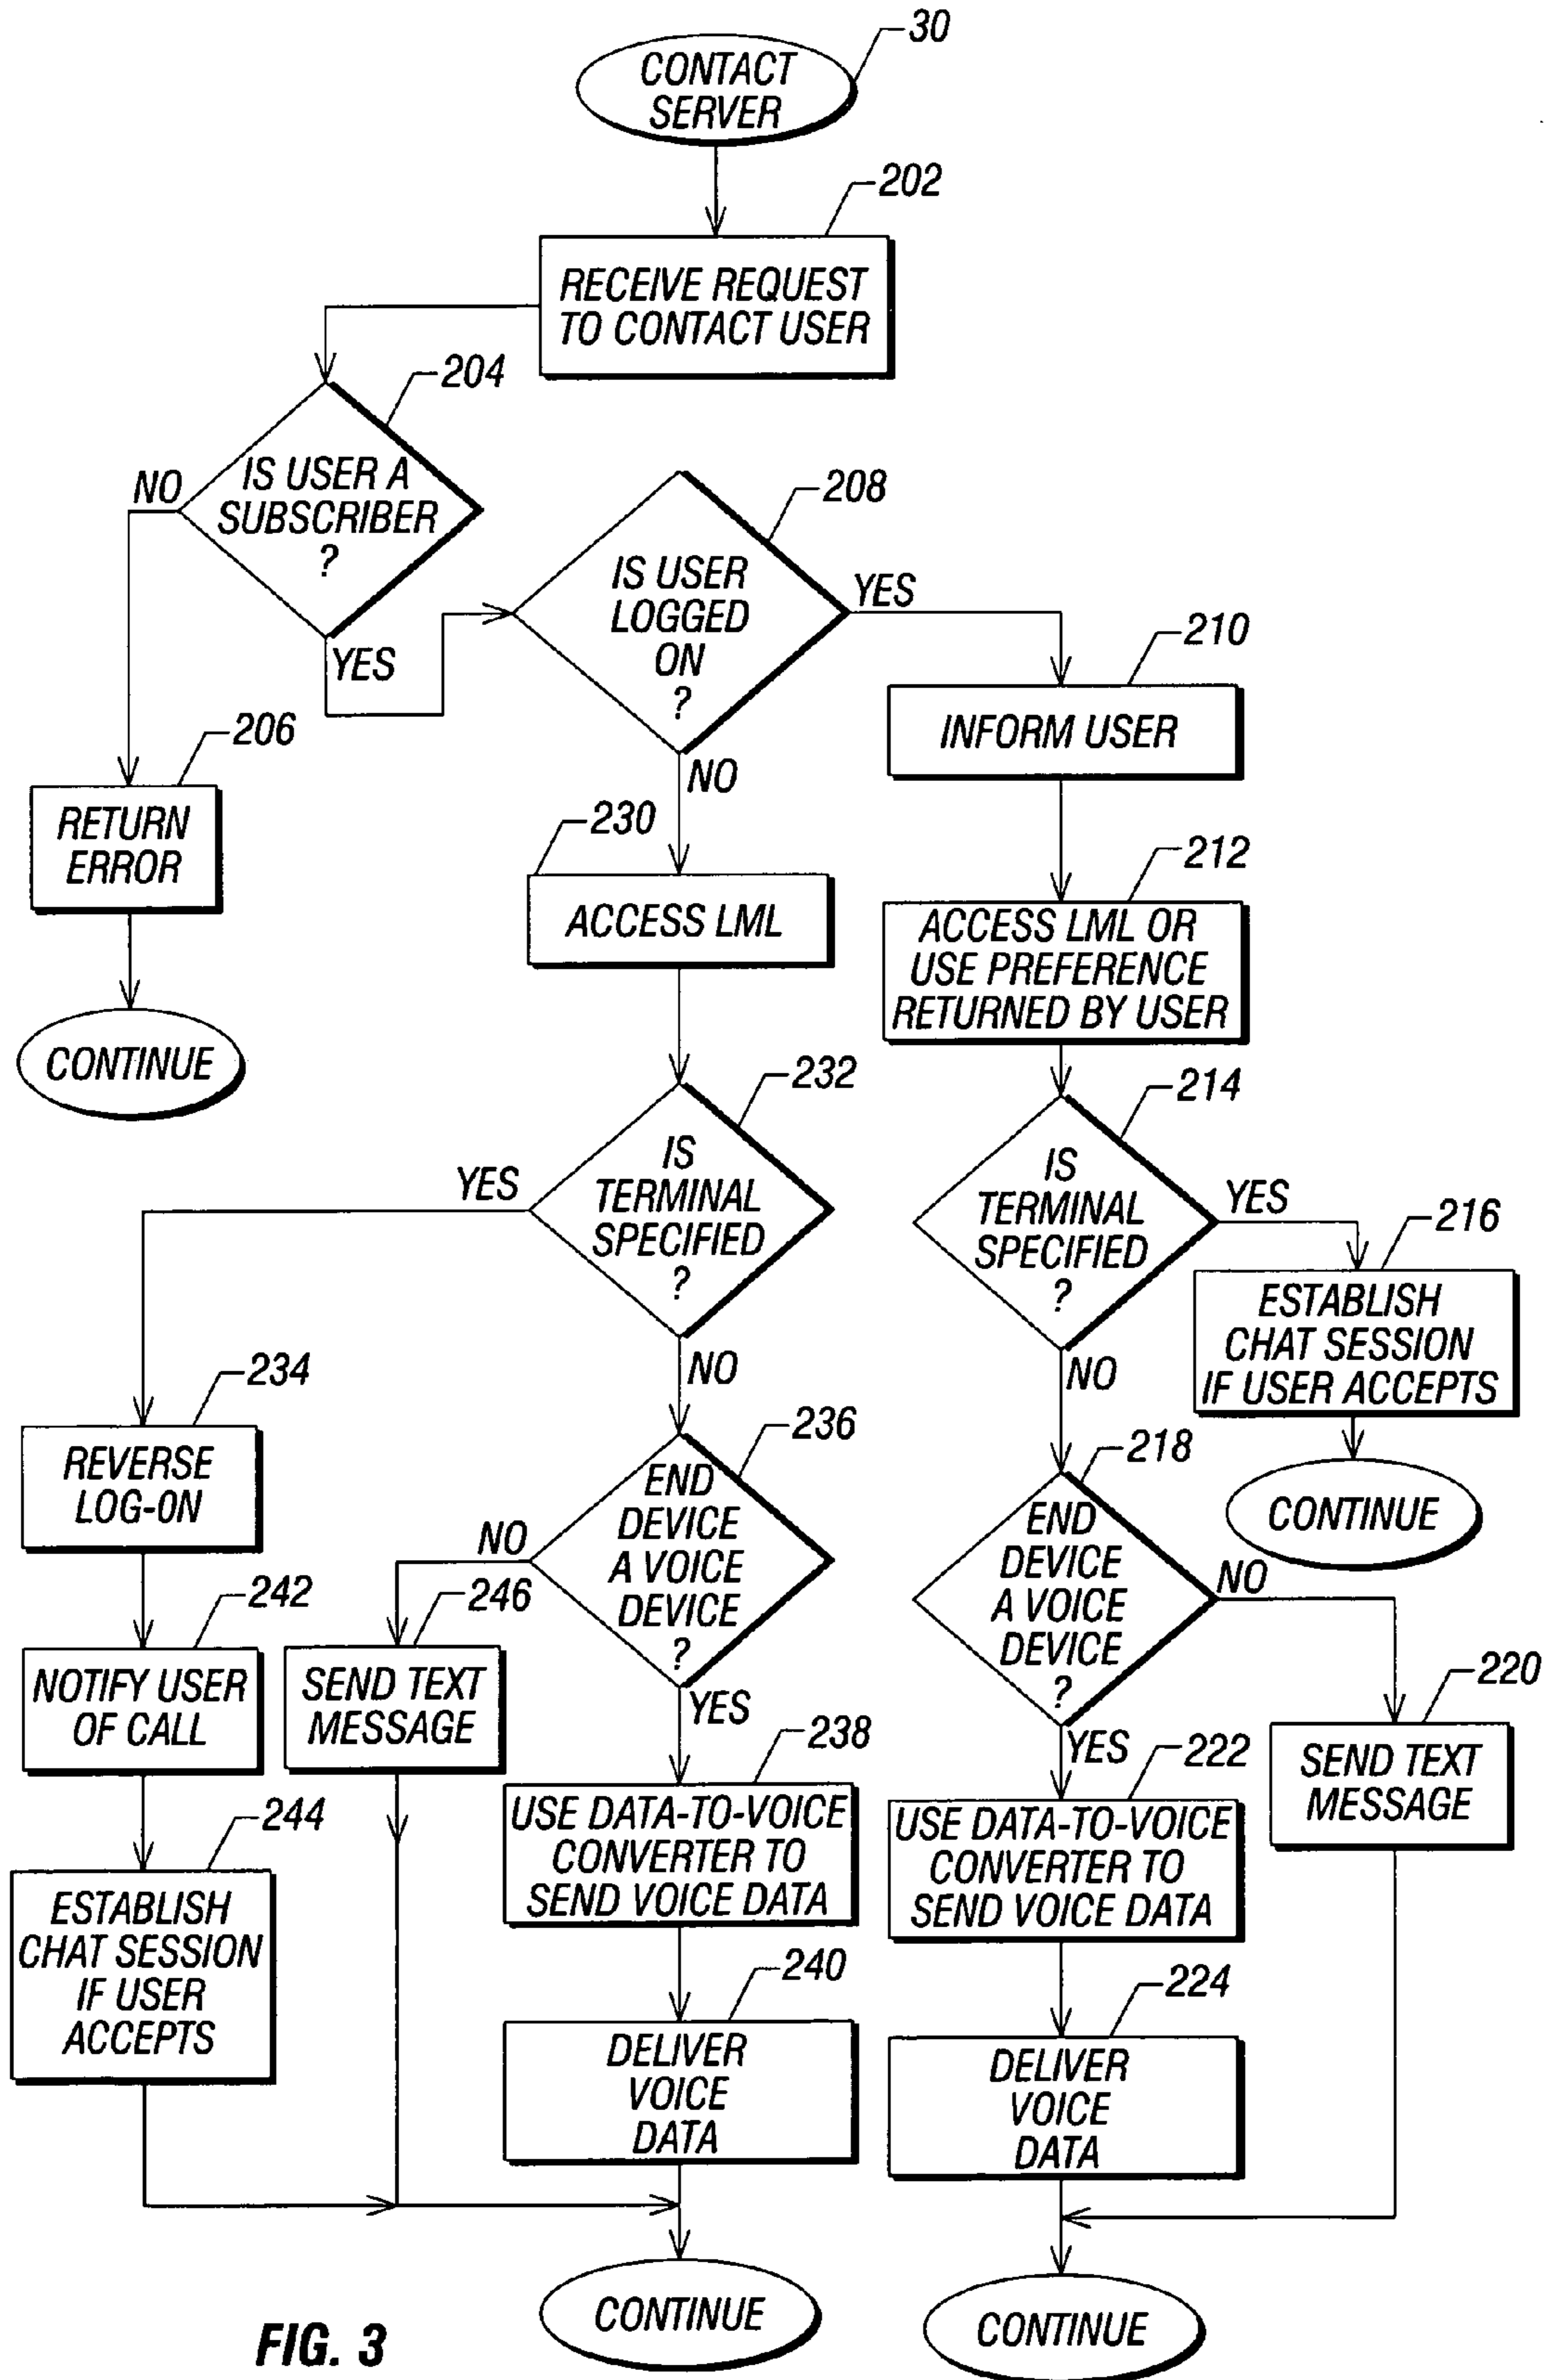 30
CONTACT
SERVER
202
RECEIVE REQUEST
TO CONTACT USER
204
IS USER A
SUBSCRIBER
?
NO
YES
208
IS USER
LOGGED
ON
?
YES
NO
206
RETURN
ERROR
CONTINUE
210
INFORM USER
230
ACCESS LML
212
ACCESS LML OR
USE PREFERENCE
RETURNED BY USER
232
IS
TERMINAL
SPECIFIED
?
YES
NO
214
IS
TERMINAL
SPECIFIED
?
YES
NO
216
ESTABLISH
CHAT SESSION
IF USER ACCEPTS
CONTINUE
234
REVERSE
LOG-ON
236
END
DEVICE
A VOICE
DEVICE
?
NO
YES
218
END
DEVICE
A VOICE
DEVICE
?
NO
YES
242
NOTIFY USER
OF CALL
246
SEND TEXT
MESSAGE
220
SEND TEXT
MESSAGE
238
USE DATA-TO-VOICE
CONVERTER TO
SEND VOICE DATA
222
USE DATA-TO-VOICE
CONVERTER TO
SEND VOICE DATA
244
ESTABLISH
CHAT SESSION
IF USER
ACCEPTS
240
DELIVER
VOICE
DATA
224
DELIVER
VOICE
DATA
CONTINUE
CONTINUE
FIG. 3